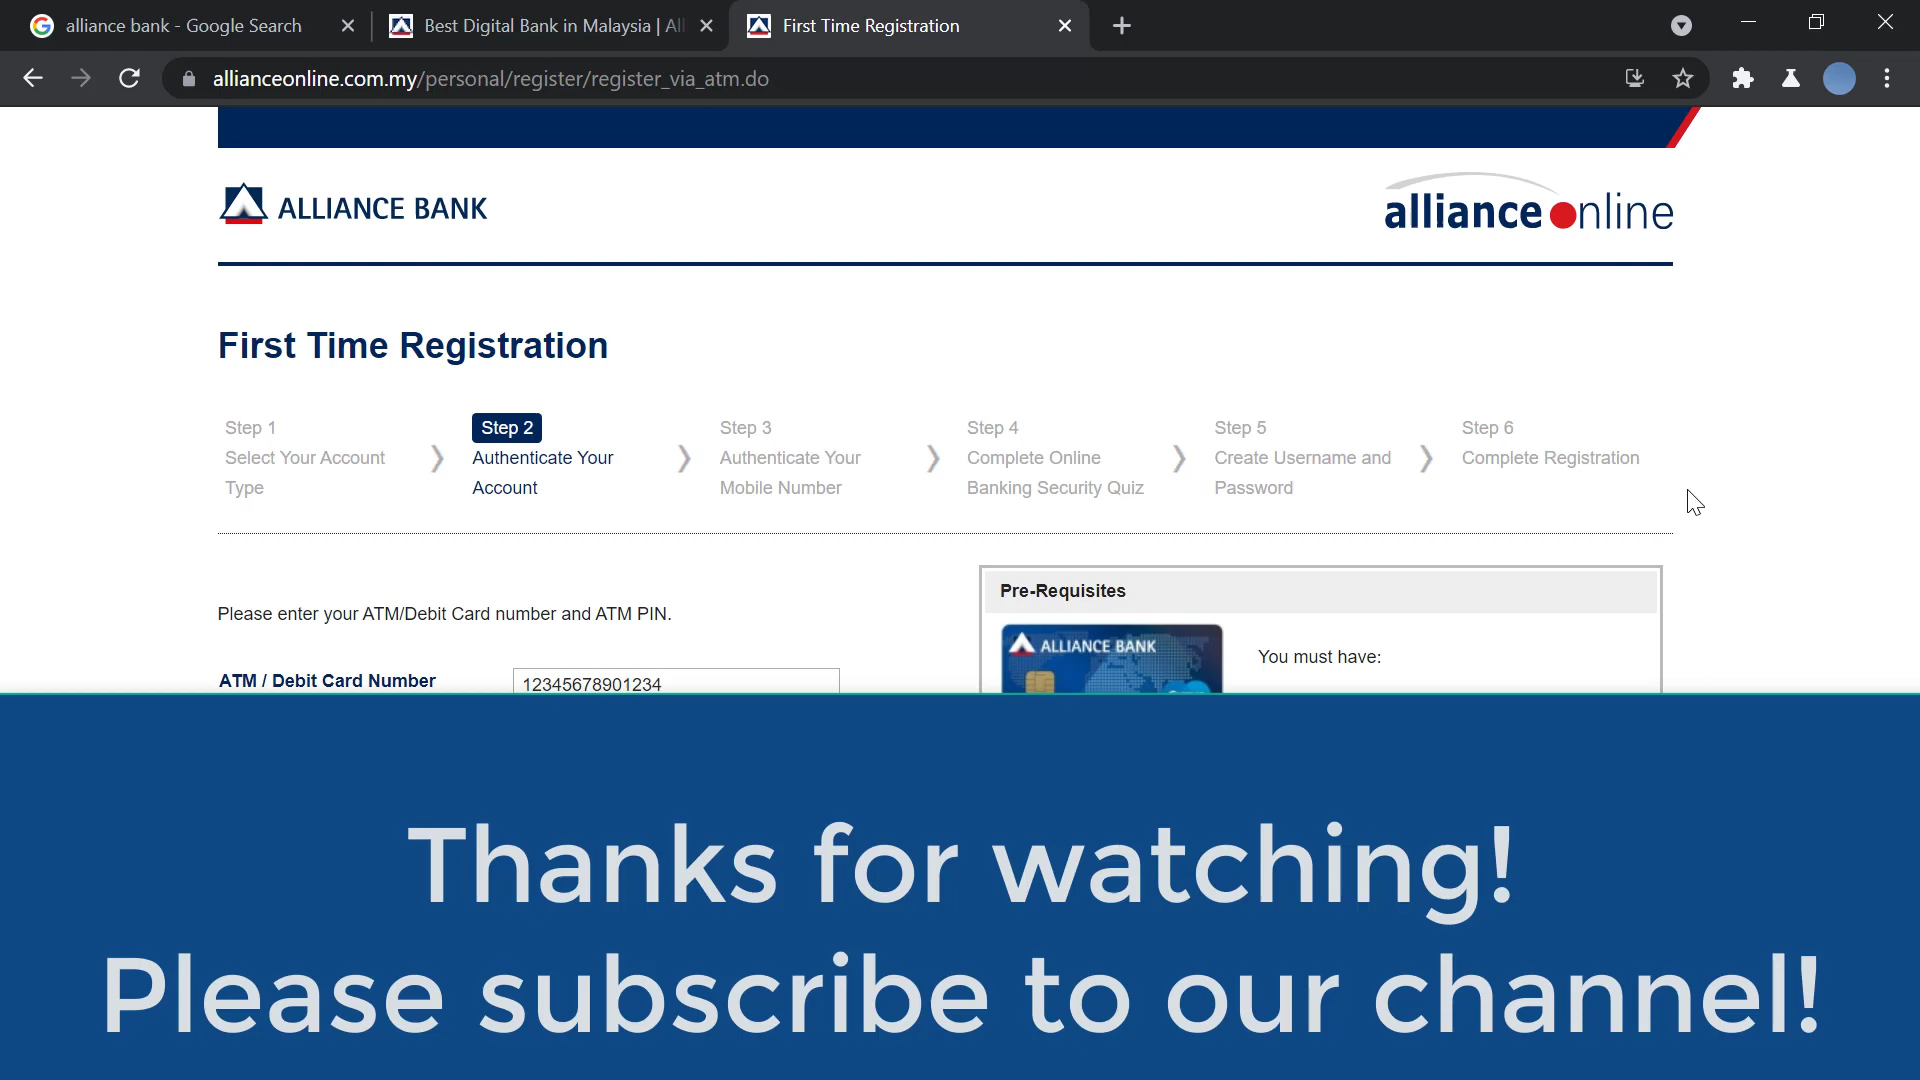 alliance bank - Google Search
Best Digital Bank in Malaysia | All
First Time Registration
allianceonline.com.my/personal/register/register_via_atm.do
ALLIANCE BANK
alliance online
First Time Registration
Step 1
Select Your Account
Type
Step 2
Authenticate Your
Account
Step 3
Authenticate Your
Mobile Number
Step 4
Complete Online
Banking Security Quiz
Step 5
Create Username and
Password
Step 6
Complete Registration
Please enter your ATM/Debit Card number and ATM PIN.
ATM / Debit Card Number
12345678901234
Pre-Requisites
ALLIANCE BANK
You must have:
Thanks for watching!
Please subscribe to our channel!